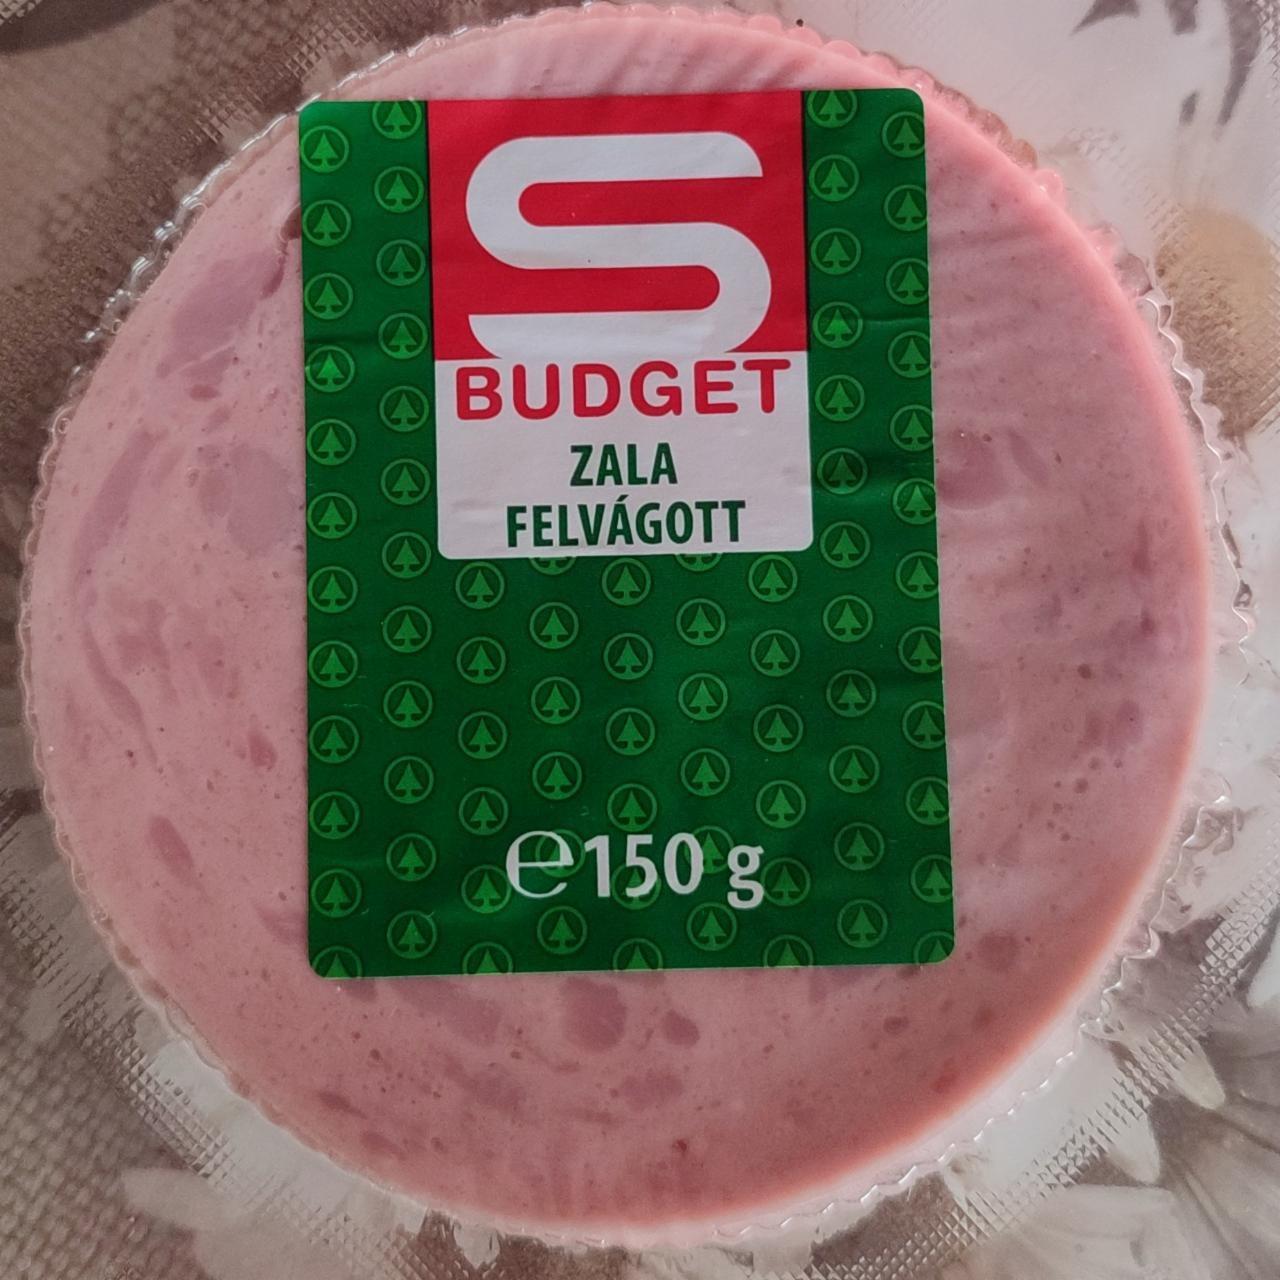 S
BUDGET
ZALA
FELVÁGOTT
℮150 g